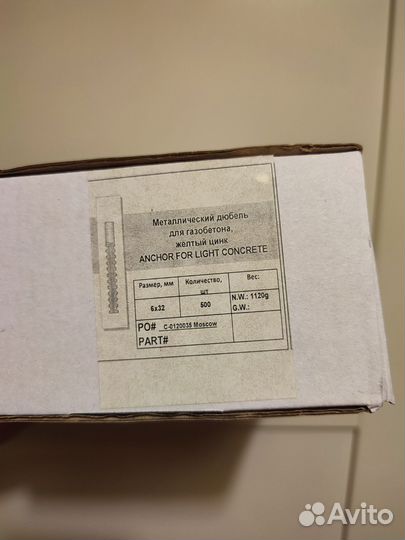 Металлический дюбель
для газобетона,
желтый цинк
ANCHOR FOR LIGHT CONCRETE
Размер, мм Количество, шт Вес:
6x32 500 N.W.: 1120g
G.W.:
PO# C-0120035 Moscow
PART#
Avito